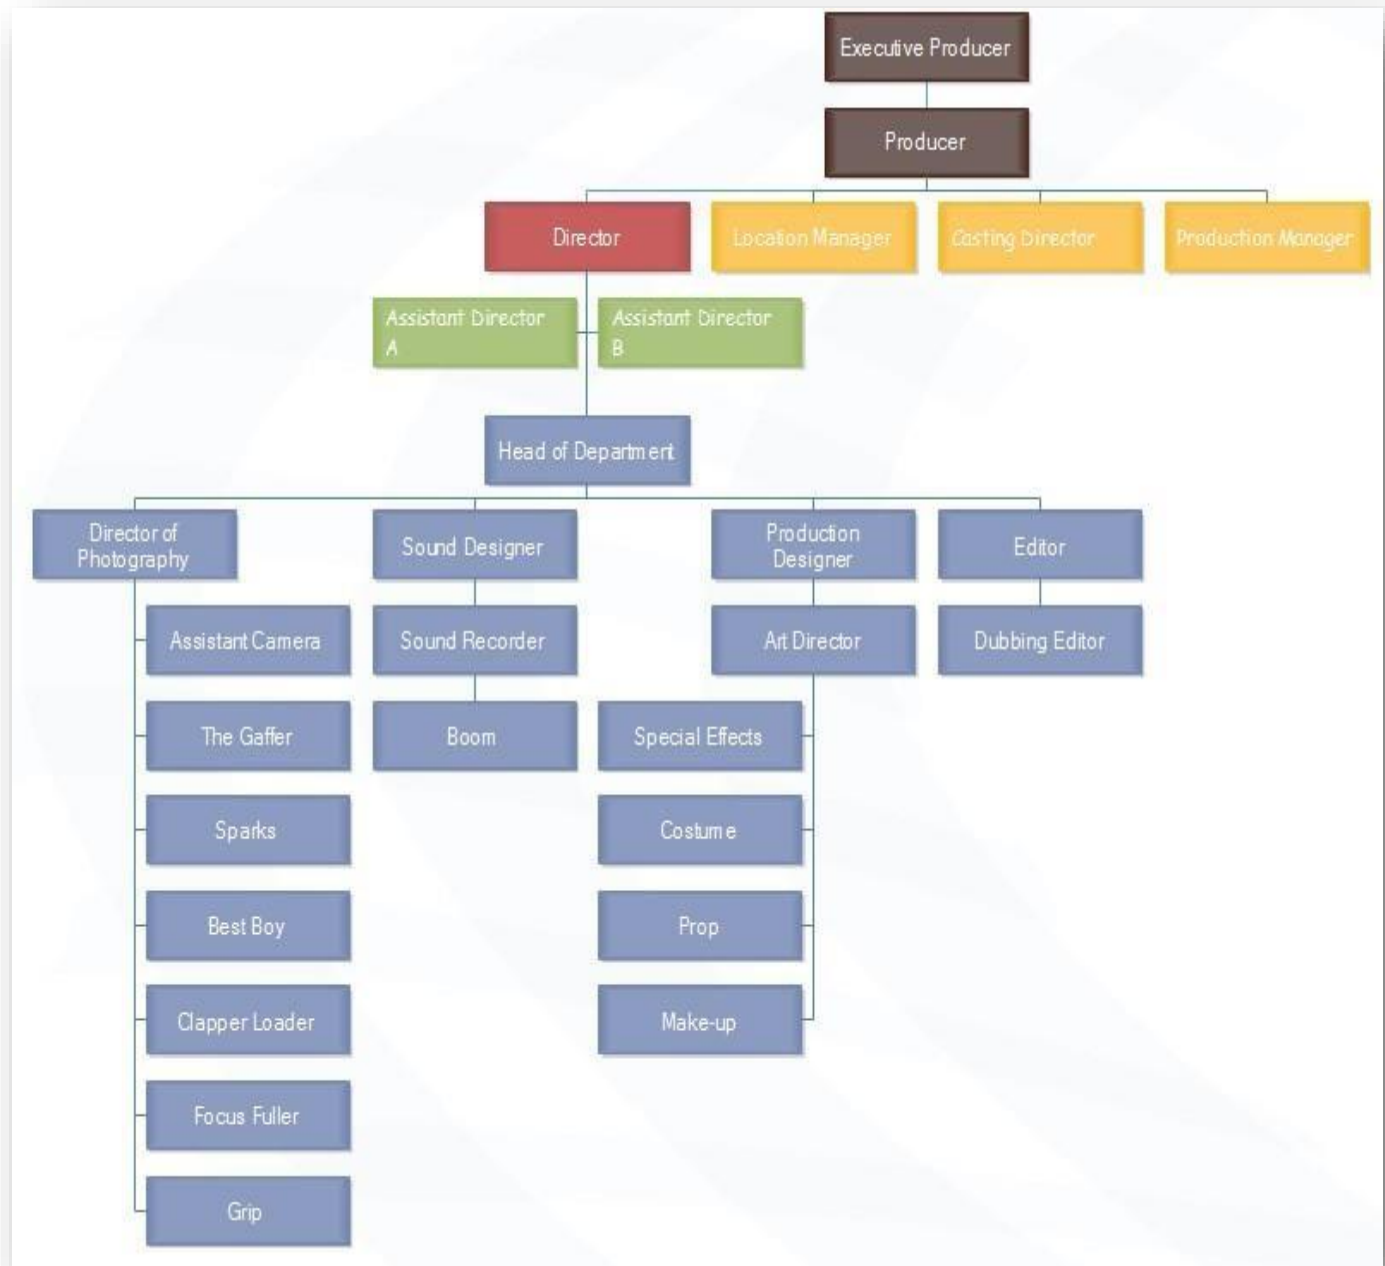 Executive Producer
Producer
Director
Location Manager
Casting Director
Production Manager
Assistant Director
A
Assistant Director
B
Head of Department
Director of
Photography
Sound Designer
Production
Designer
Editor
Assistant Camera
Sound Recorder
Art Director
Dubbing Editor
The Gaffer
Boom
Special Effects
Sparks
Costume
Best Boy
Prop
Clapper Loader
Make-up
Focus Fuller
Grip